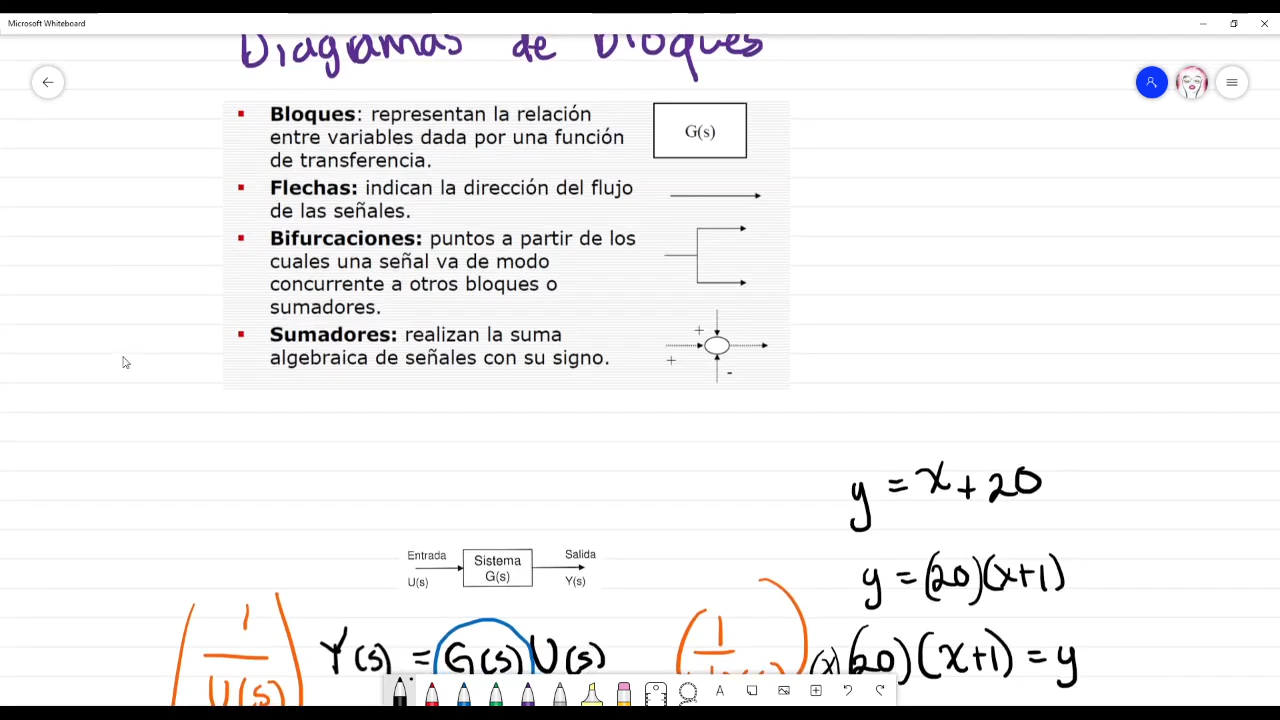 Microsoft Whiteboard
Diagramas de Bloques
Bloques: representan la relación
entre variables dada por una función
de transferencia.
G(s)
Flechas: indican la dirección del flujo
de las señales.
Bifurcaciones: puntos a partir de los
cuales una señal va de modo
concurrente a otros bloques o
sumadores.
Sumadores: realizan la suma
algebraica de señales con su signo.
+
+
-
y = x + 20
Entrada
U(s)
Sistema
G(s)
Salida
Y(s)
y = (20)(x+1)
1
U(s)
Y(s) = G(s) U(s)
1
(x)(20)(x+1) = y
A